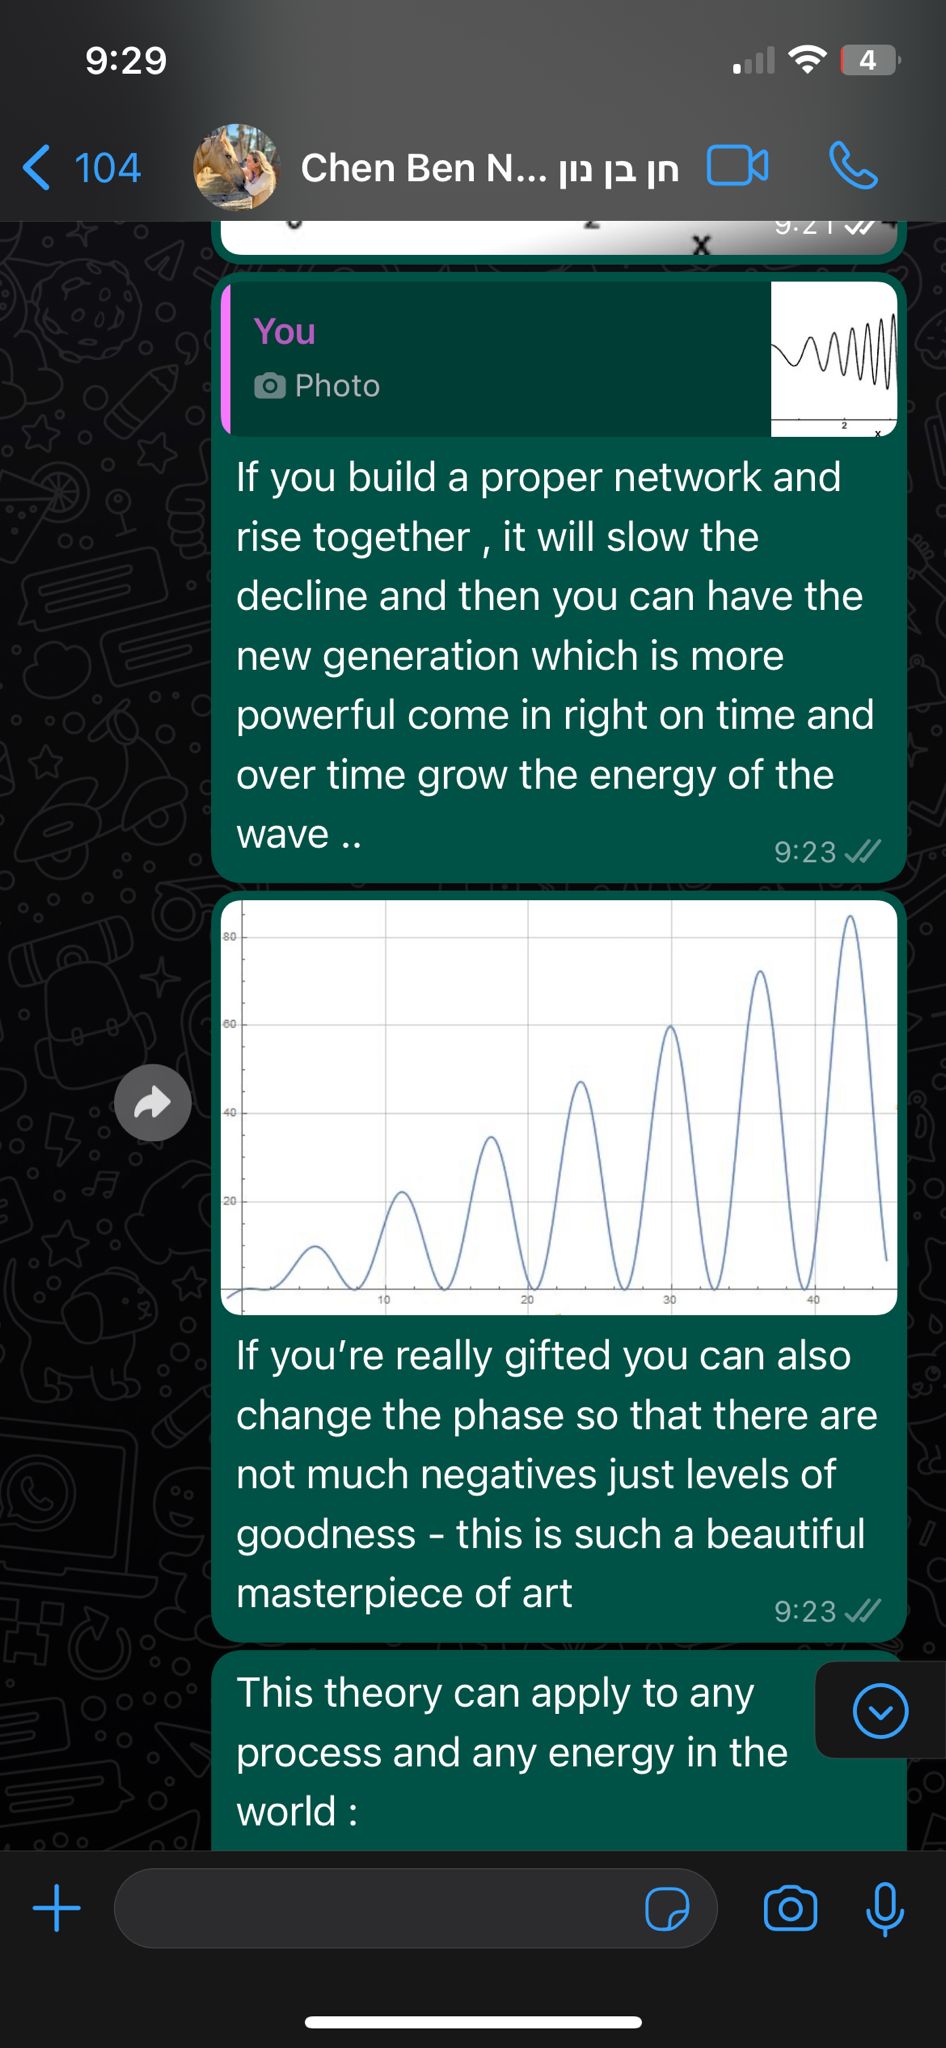 9:29
4
104
Chen Ben N... חן בן נון
2
x
9:21
You
Photo
2
x
If you build a proper network and
rise together , it will slow the
decline and then you can have the
new generation which is more
powerful come in right on time and
over time grow the energy of the
wave ..
9:23
80
60
40
20
10 20 30 40
If you’re really gifted you can also
change the phase so that there are
not much negatives just levels of
goodness - this is such a beautiful
masterpiece of art
9:23
This theory can apply to any
process and any energy in the
world :